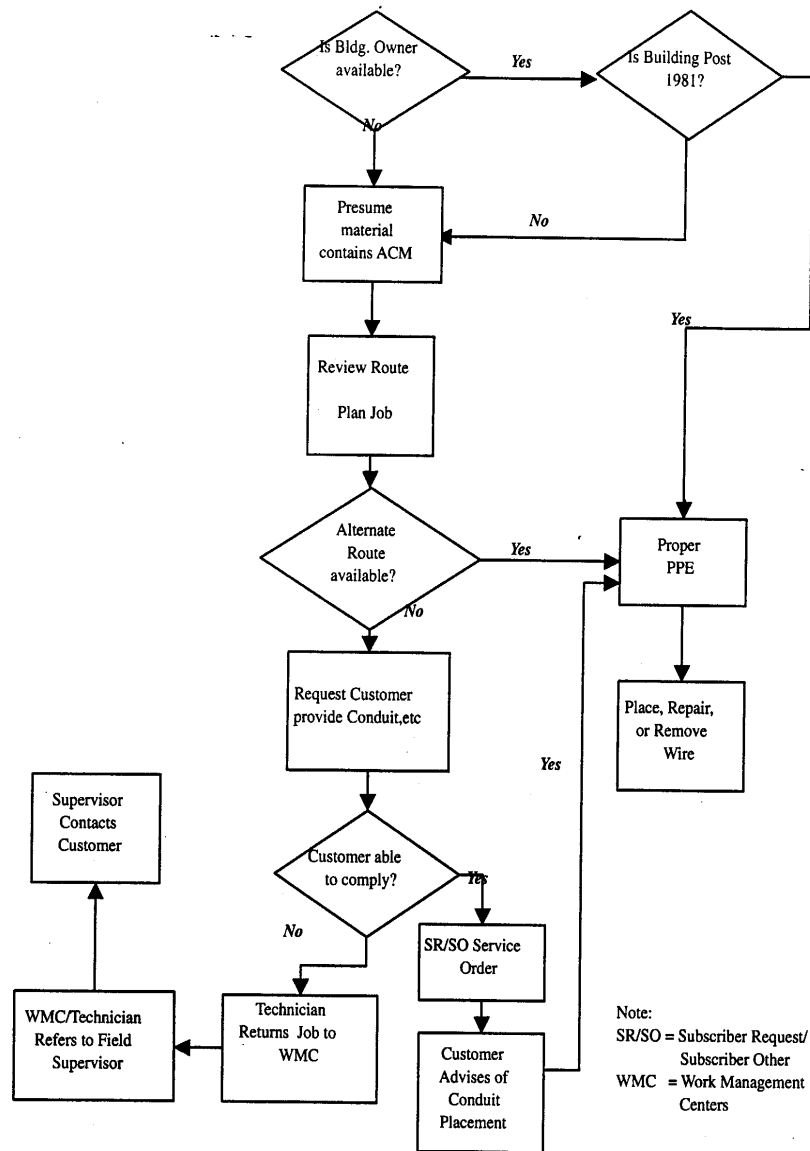 Is Bldg. Owner
available?
Yes
Is Building Post
1981?
No
Presume
material
contains ACM
No
Yes
Review Route
Plan Job
Alternate
Route
available?
Yes
Proper
PPE
No
Request Customer
provide Conduit,etc
Place, Repair,
or Remove
Wire
Yes
Supervisor
Contacts
Customer
Customer able
to comply?
Yes
No
SR/SO Service
Order
WMC/Technician
Refers to Field
Supervisor
Technician
Returns Job to
WMC
Customer
Advises of
Conduit
Placement
Note:
SR/SO = Subscriber Request/
Subscriber Other
WMC = Work Management
Centers